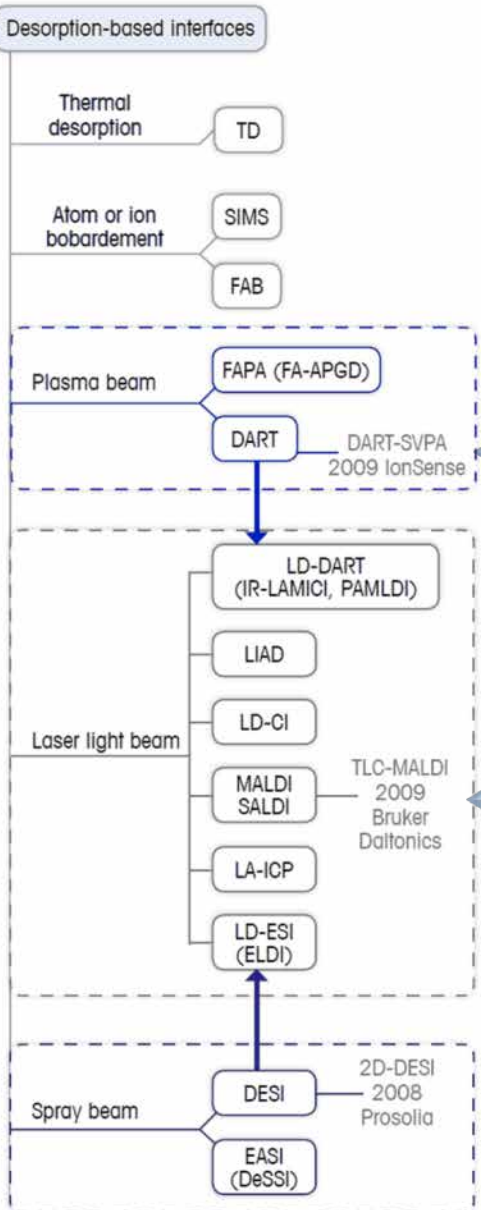 Desorption-based interfaces
Thermal
desorption
TD
Atom or ion
bobardement
SIMS
FAB
Plasma beam
FAPA (FA-APGD)
DART
DART-SVPA
2009 IonSense
LD-DART
(IR-LAMICI, PAMLDI)
LIAD
LD-CI
Laser light beam
MALDI
SALDI
TLC-MALDI
2009
Bruker
Daltonics
LA-ICP
LD-ESI
(ELDI)
Spray beam
DESI
2D-DESI
2008
Prosolia
EASI
(DeSSI)